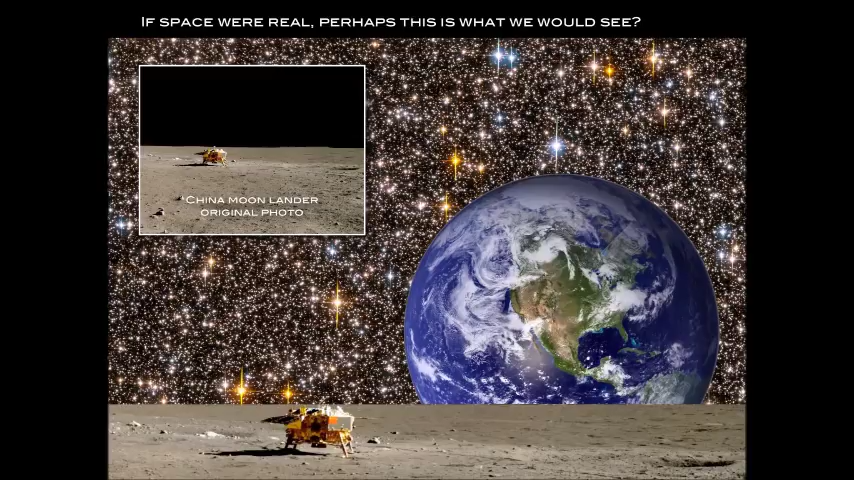 If space were real, perhaps this is what we would see?
*China moon lander
original photo